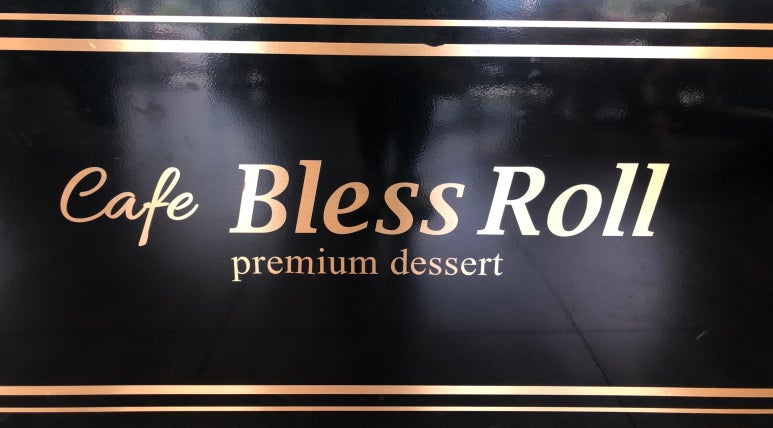 Cafe Bless Roll
premium dessert